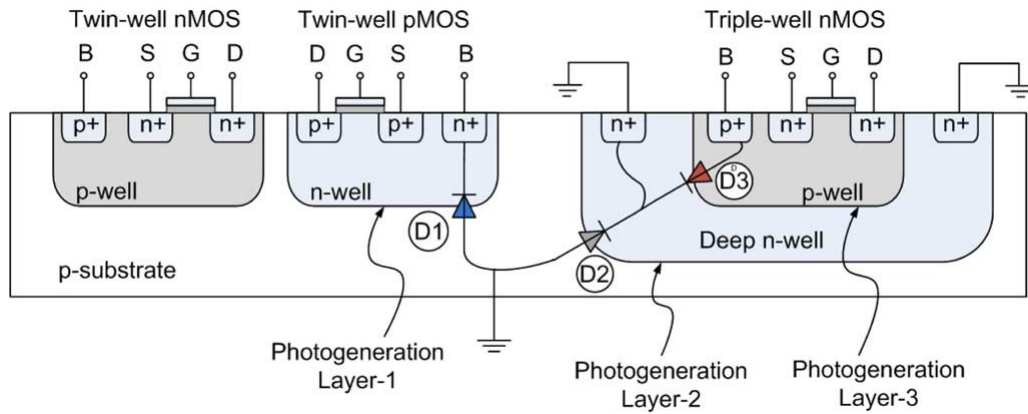 Twin-well nMOS Twin-well pMOS Triple-well nMOS
B S G D D G S B B S G D
p+ n+ n+ p+ p+ n+ n+ p+ n+ n+ n+
p-well n-well D1 D3 p-well
Deep n-well
p-substrate D2
Photogeneration
Layer-1
Photogeneration
Layer-2
Photogeneration
Layer-3